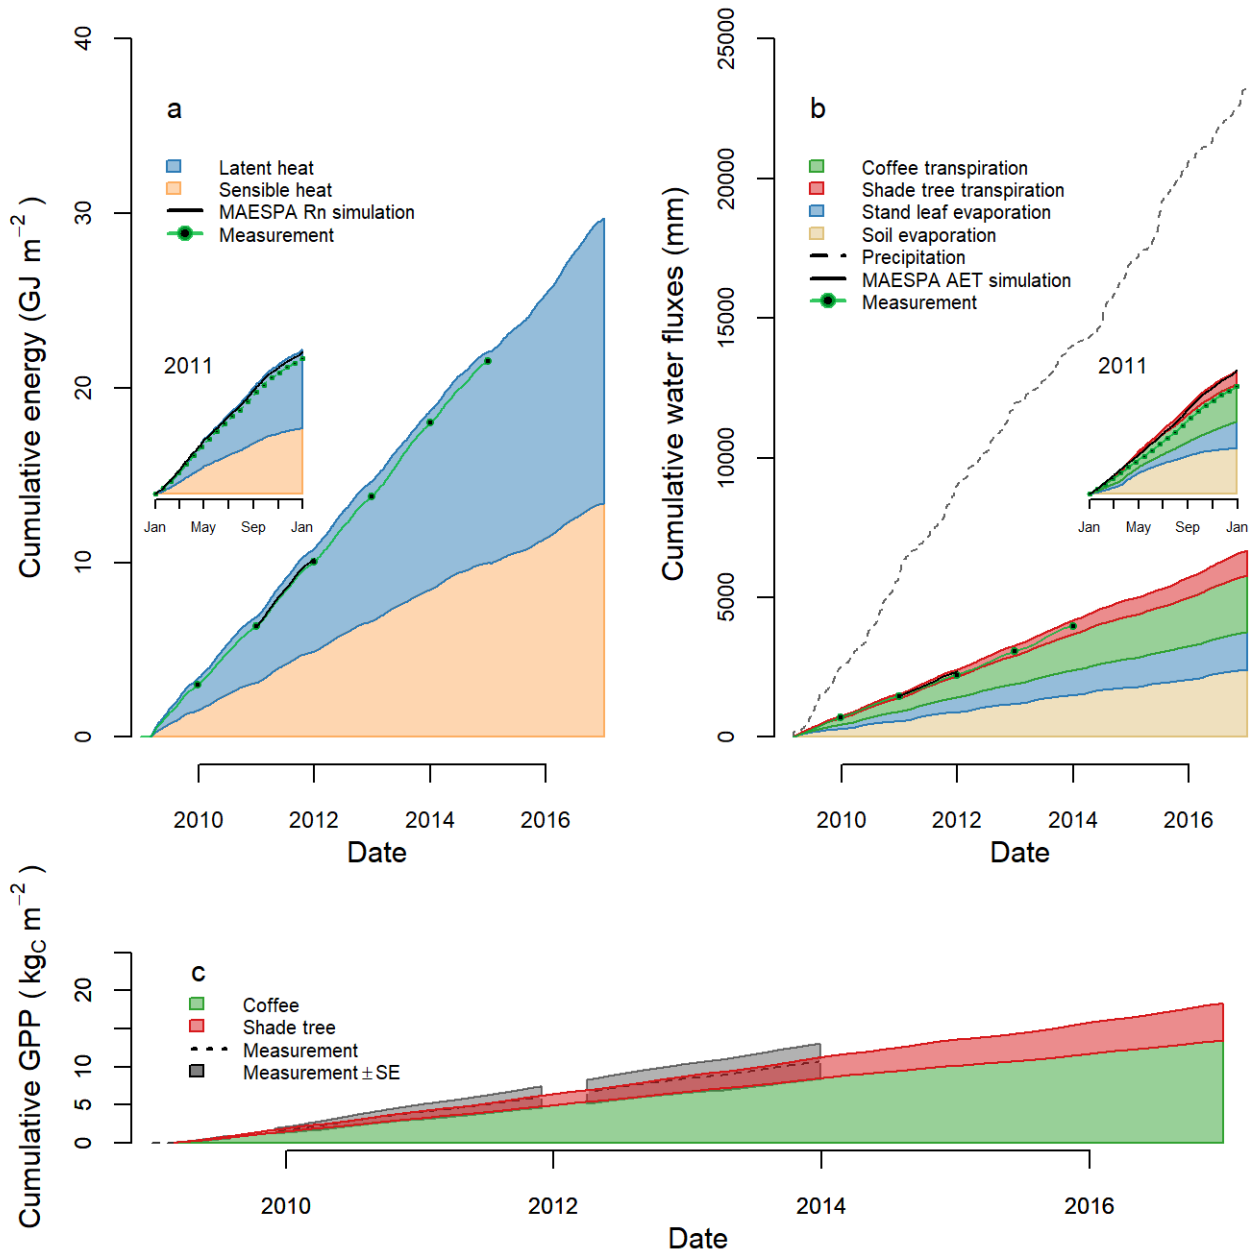 a
Latent heat
Sensible heat
MAESPA Rn simulation
Measurement
2011
Jan May Sep Jan
Cumulative energy (GJ m⁻²)
0 10 20 30 40
2010 2012 2014 2016
Date
b
Coffee transpiration
Shade tree transpiration
Stand leaf evaporation
Soil evaporation
Precipitation
MAESPA AET simulation
Measurement
2011
Jan May Sep Jan
Cumulative water fluxes (mm)
0 5000 10000 15000 20000 25000
2010 2012 2014 2016
Date
c
Coffee
Shade tree
Measurement
Measurement ± SE
Cumulative GPP ( kg_C m⁻² )
0 5 10 20
2010 2012 2014 2016
Date